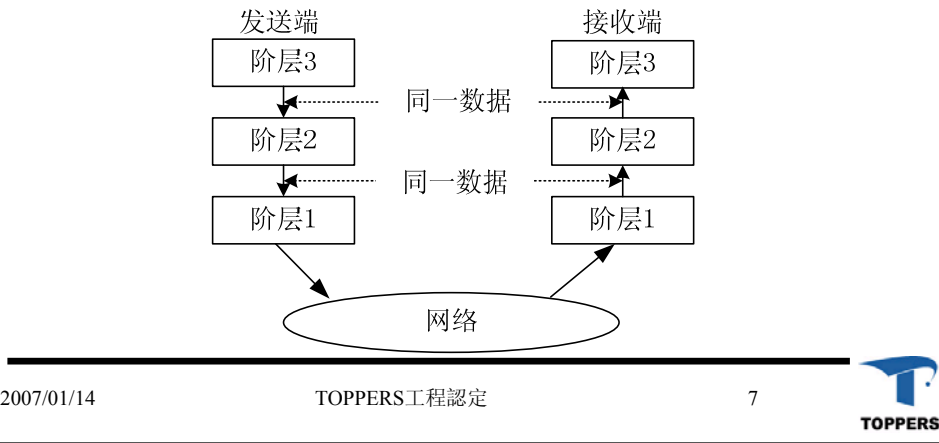 发送端 接收端
阶层3 阶层3
同一数据
阶层2 阶层2
同一数据
阶层1 阶层1
网络
2007/01/14 TOPPERS工程認定 7
TOPPERS